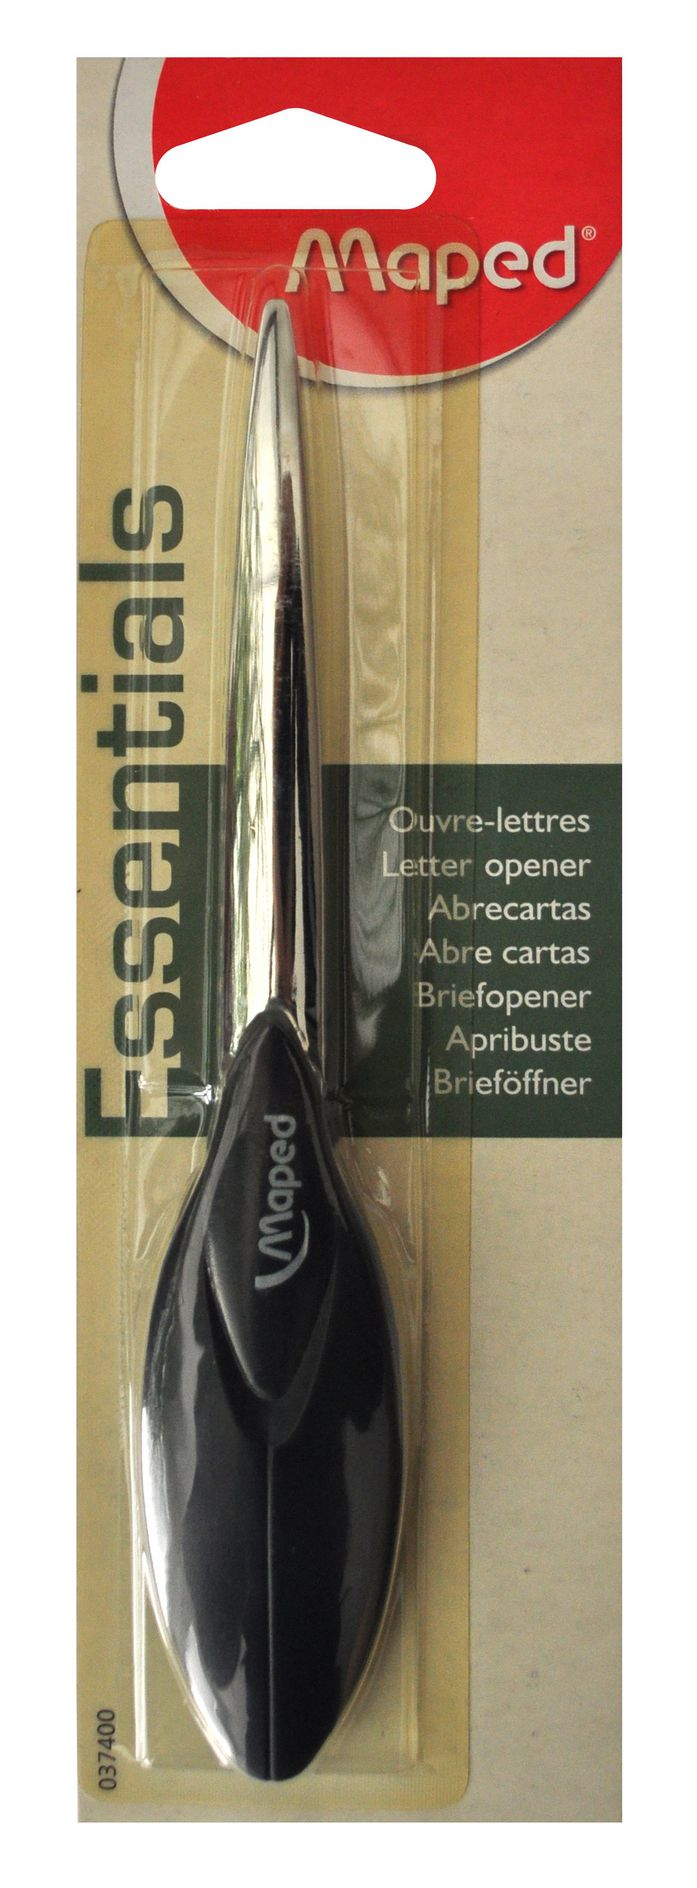 Maped®
Essentials
Ouvre-lettres
Letter opener
Abrecartas
Abre cartas
Briefopener
Apribuste
Brieföffner
Maped
037400